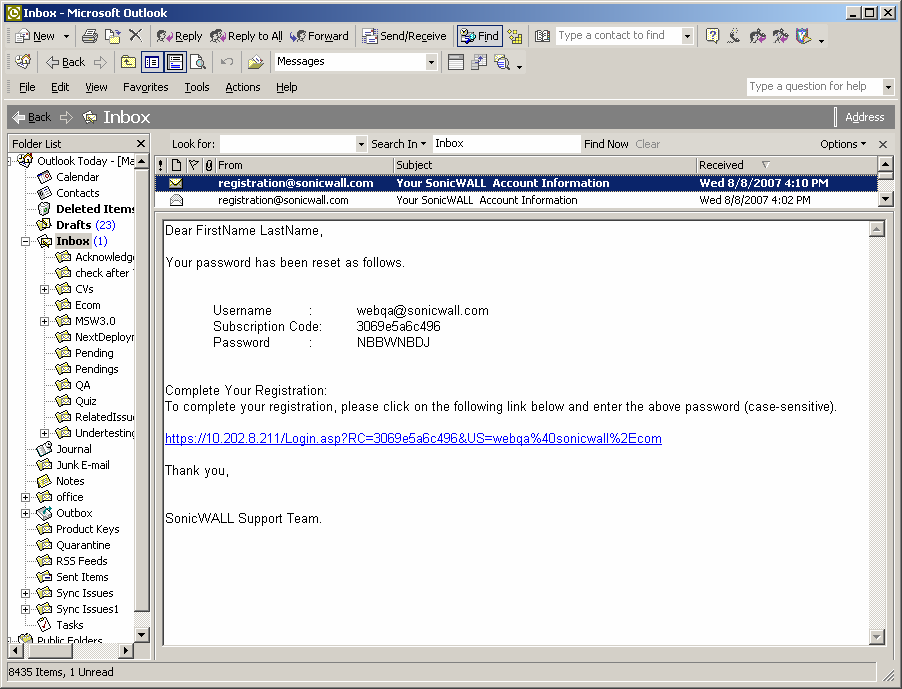 Inbox - Microsoft Outlook
New Reply Reply to All Forward Send/Receive Find Type a contact to find
Back Messages
File Edit View Favorites Tools Actions Help Type a question for help
Back Inbox Address
Folder List Look for: Search In Inbox Find Now Clear Options
From Subject Received
registration@sonicwall.com Your SonicWALL Account Information Wed 8/8/2007 4:10 PM
registration@sonicwall.com Your SonicWALL Account Information Wed 8/8/2007 4:02 PM
Outlook Today - [Ma
Calendar
Contacts
Deleted Items
Drafts (23)
Inbox (1)
Acknowledge
check after
CVs
Ecom
MSW3.0
NextDeploy
Pending
Pendings
QA
Quiz
RelatedIssu
Undertesting
Journal
Junk E-mail
Notes
office
Outbox
Product Keys
Quarantine
RSS Feeds
Sent Items
Sync Issues
Sync Issues1
Tasks
Public Folders
Dear FirstName LastName,
Your password has been reset as follows.
Username : webqa@sonicwall.com
Subscription Code: 3069e5a6c496
Password : NBBWNBDJ
Complete Your Registration:
To complete your registration, please click on the following link below and enter the above password (case-sensitive).
https://10.202.8.211/Login.asp?RC=3069e5a6c496&US=webqa%40sonicwall%2Ecom
Thank you,
SonicWALL Support Team.
8435 Items, 1 Unread